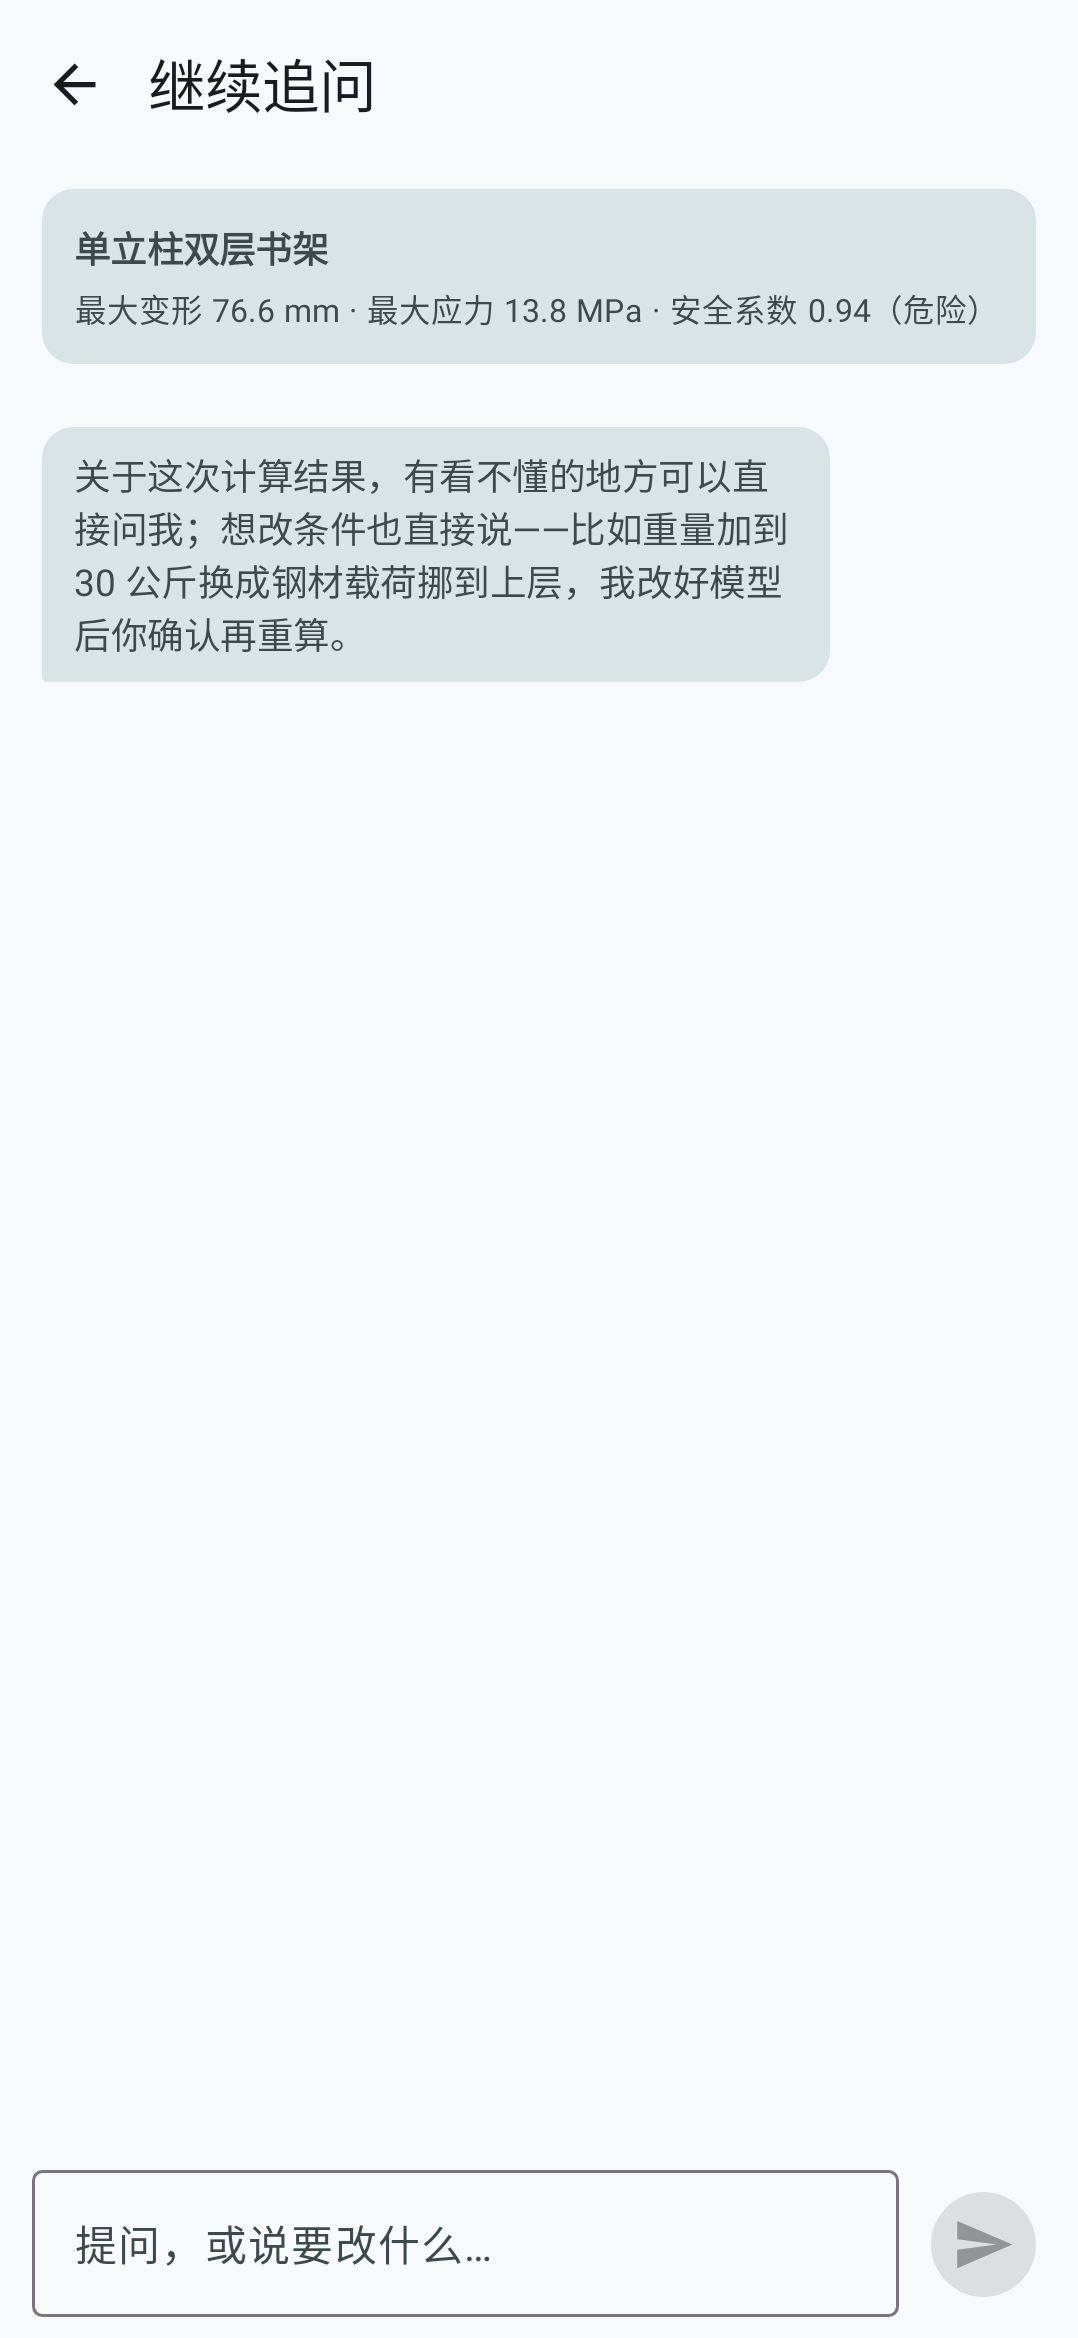 继续追问
单立柱双层书架
最大变形 76.6 mm · 最大应力 13.8 MPa · 安全系数 0.94（危险）
关于这次计算结果，有看不懂的地方可以直
接问我；想改条件也直接说——比如重量加到
30 公斤换成钢材载荷挪到上层，我改好模型
后你确认再重算。
提问，或说要改什么…